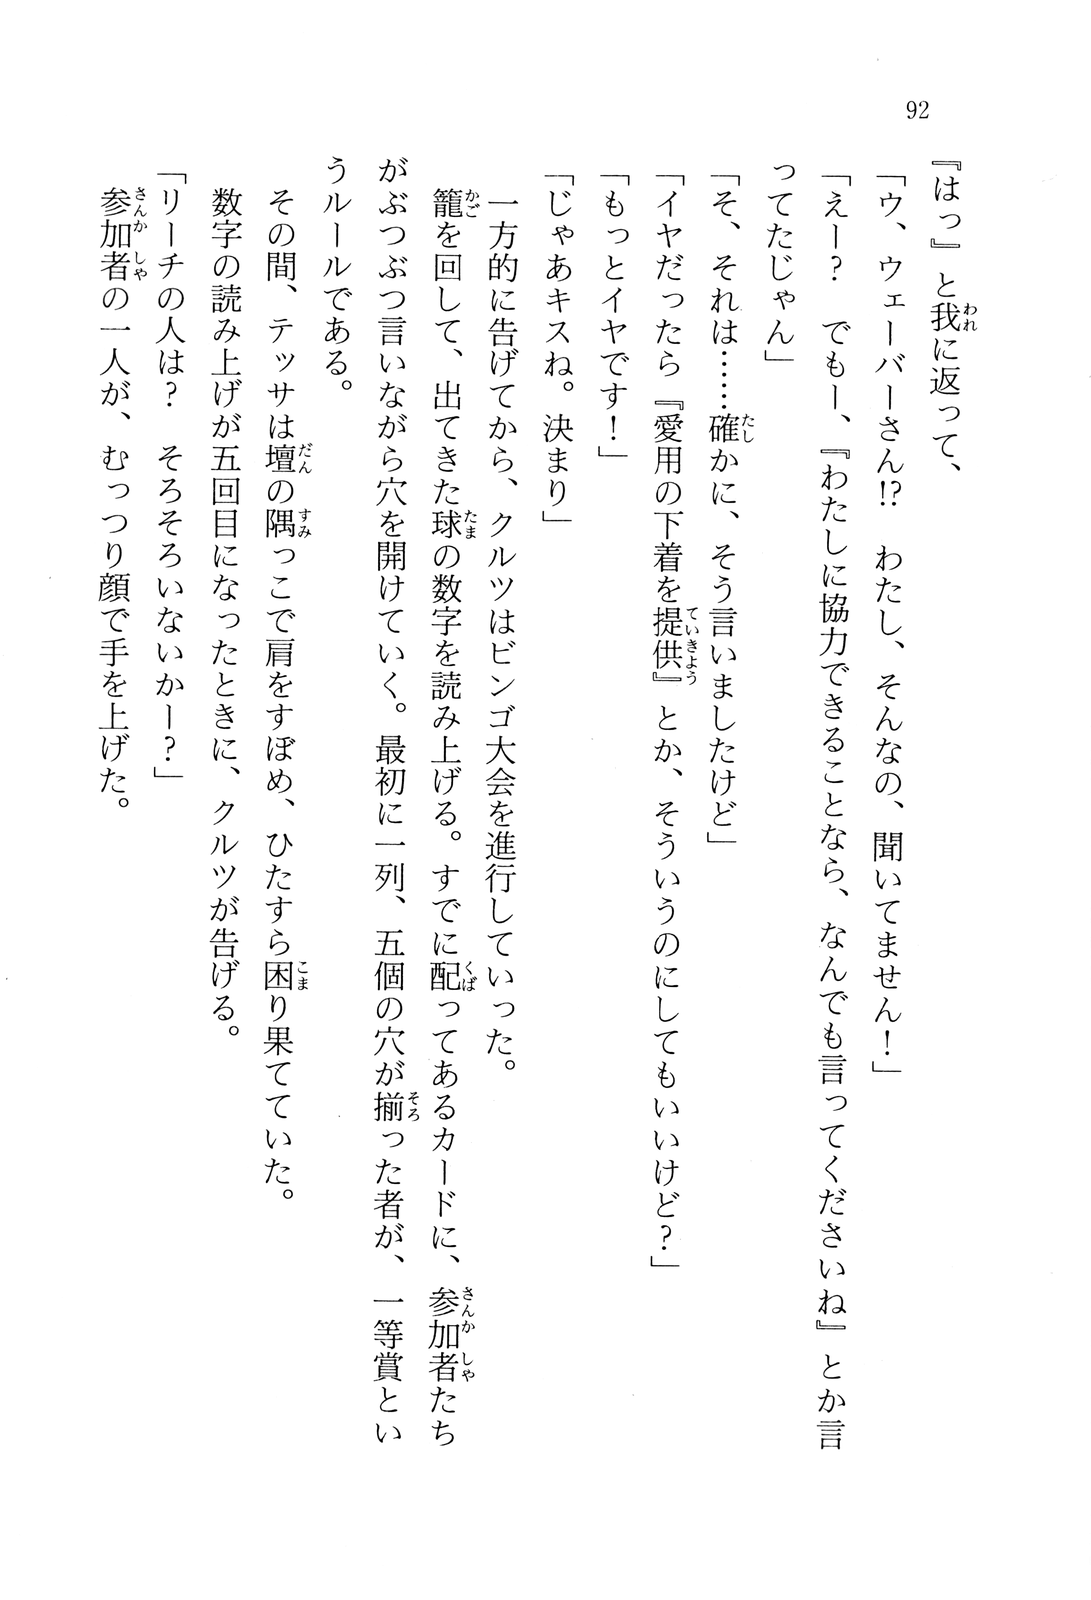 92
『はっ』と我に返って、
「ウ、ウェーバーさん!?　わたし、そんなの、聞いてません！」
「えー？　でもー、『わたしに協力できることなら、なんでも言ってくださいね』とか言
ってたじゃん」
「そ、それは……確かに、そう言いましたけど」
「イヤだったら『愛用の下着を提供』とか、そういうのにしてもいいけど？」
「もっとイヤです！」
「じゃあキスね。決まり」
　一方的に告げてから、クルツはビンゴ大会を進行していった。
　籠を回して、出てきた球の数字を読み上げる。すでに配ってあるカードに、参加者たち
がぶつぶつ言いながら穴を開けていく。最初に一列、五個の穴が揃った者が、一等賞とい
うルールである。
　その間、テッサは壇の隅っこで肩をすぼめ、ひたすら困り果てていた。
　数字の読み上げが五回目になったときに、クルツが告げる。
「リーチの人は？　そろそろいないかー？」
　参加者の一人が、むっつり顔で手を上げた。